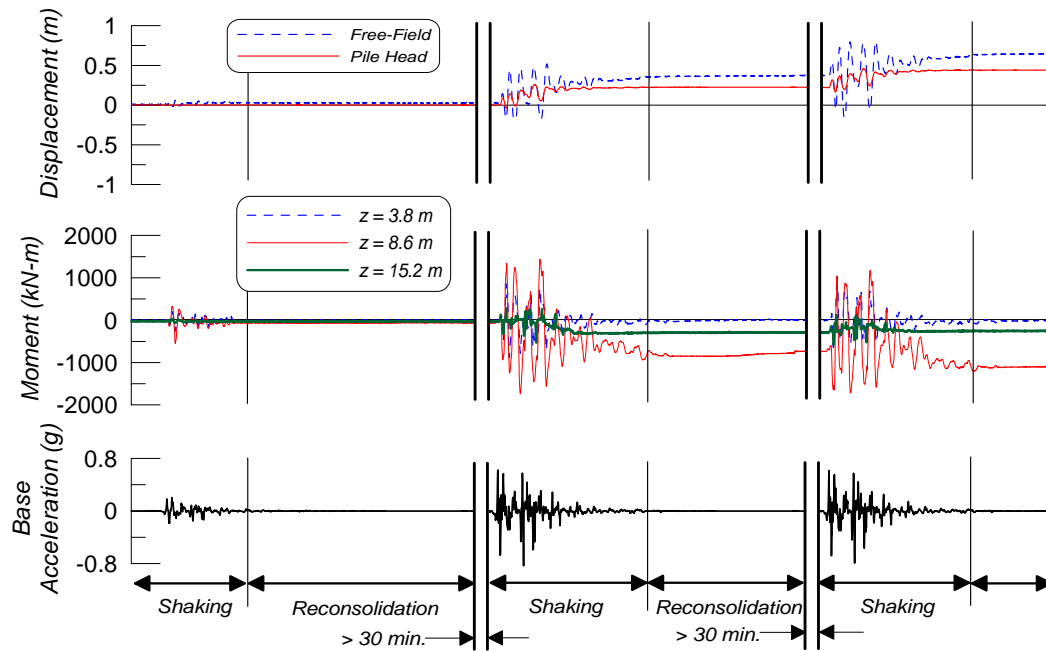 Displacement (m)
1
0.5
0
-0.5
-1
Free-Field
Pile Head
Moment (kN-m)
2000
1000
0
-1000
-2000
z = 3.8 m
z = 8.6 m
z = 15.2 m
Base
Acceleration (g)
0.8
0
-0.8
Shaking
Reconsolidation
Shaking
Reconsolidation
Shaking
> 30 min.
> 30 min.